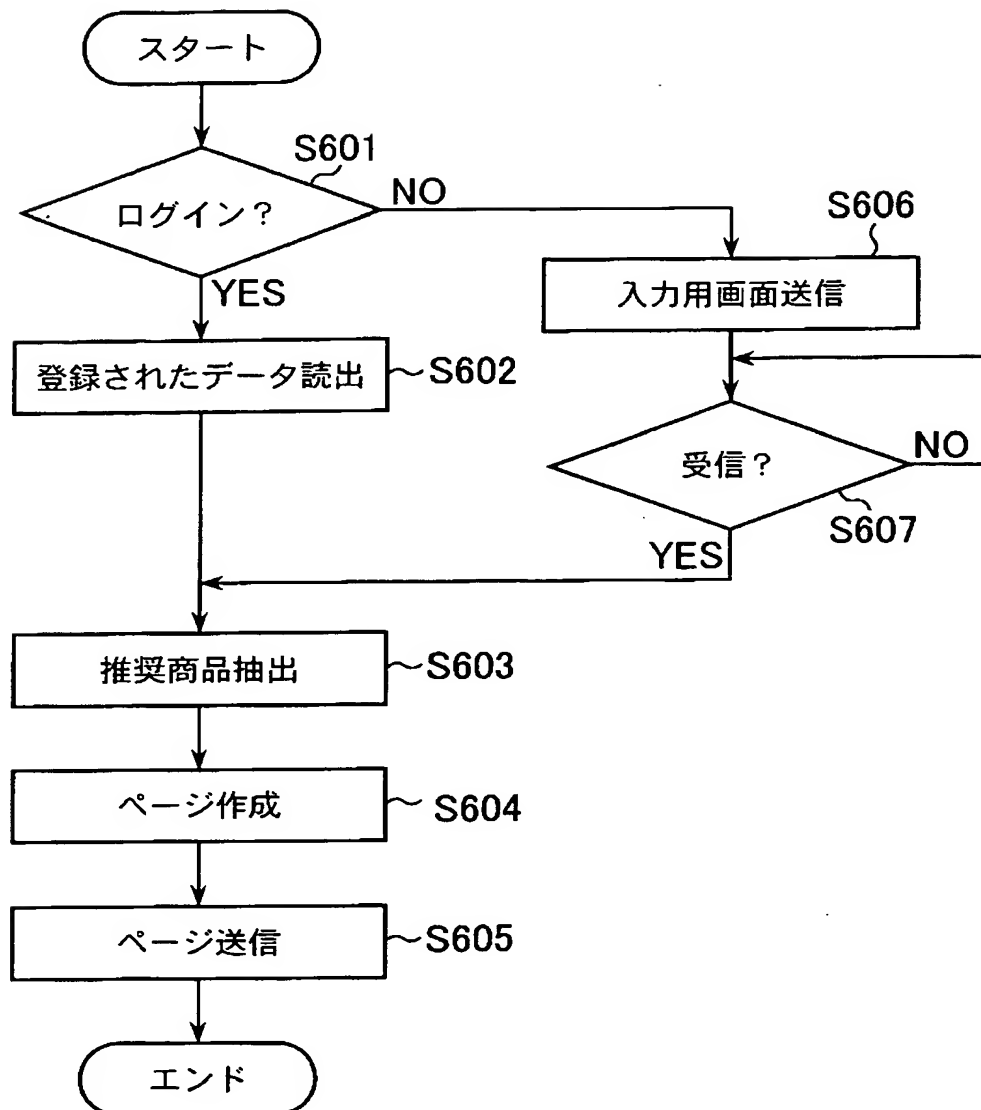 スタート
S601
ログイン?
NO
YES
S606
入力用画面送信
登録されたデータ読出
S602
受信?
NO
S607
YES
推奨商品抽出
S603
ページ作成
S604
ページ送信
S605
エンド